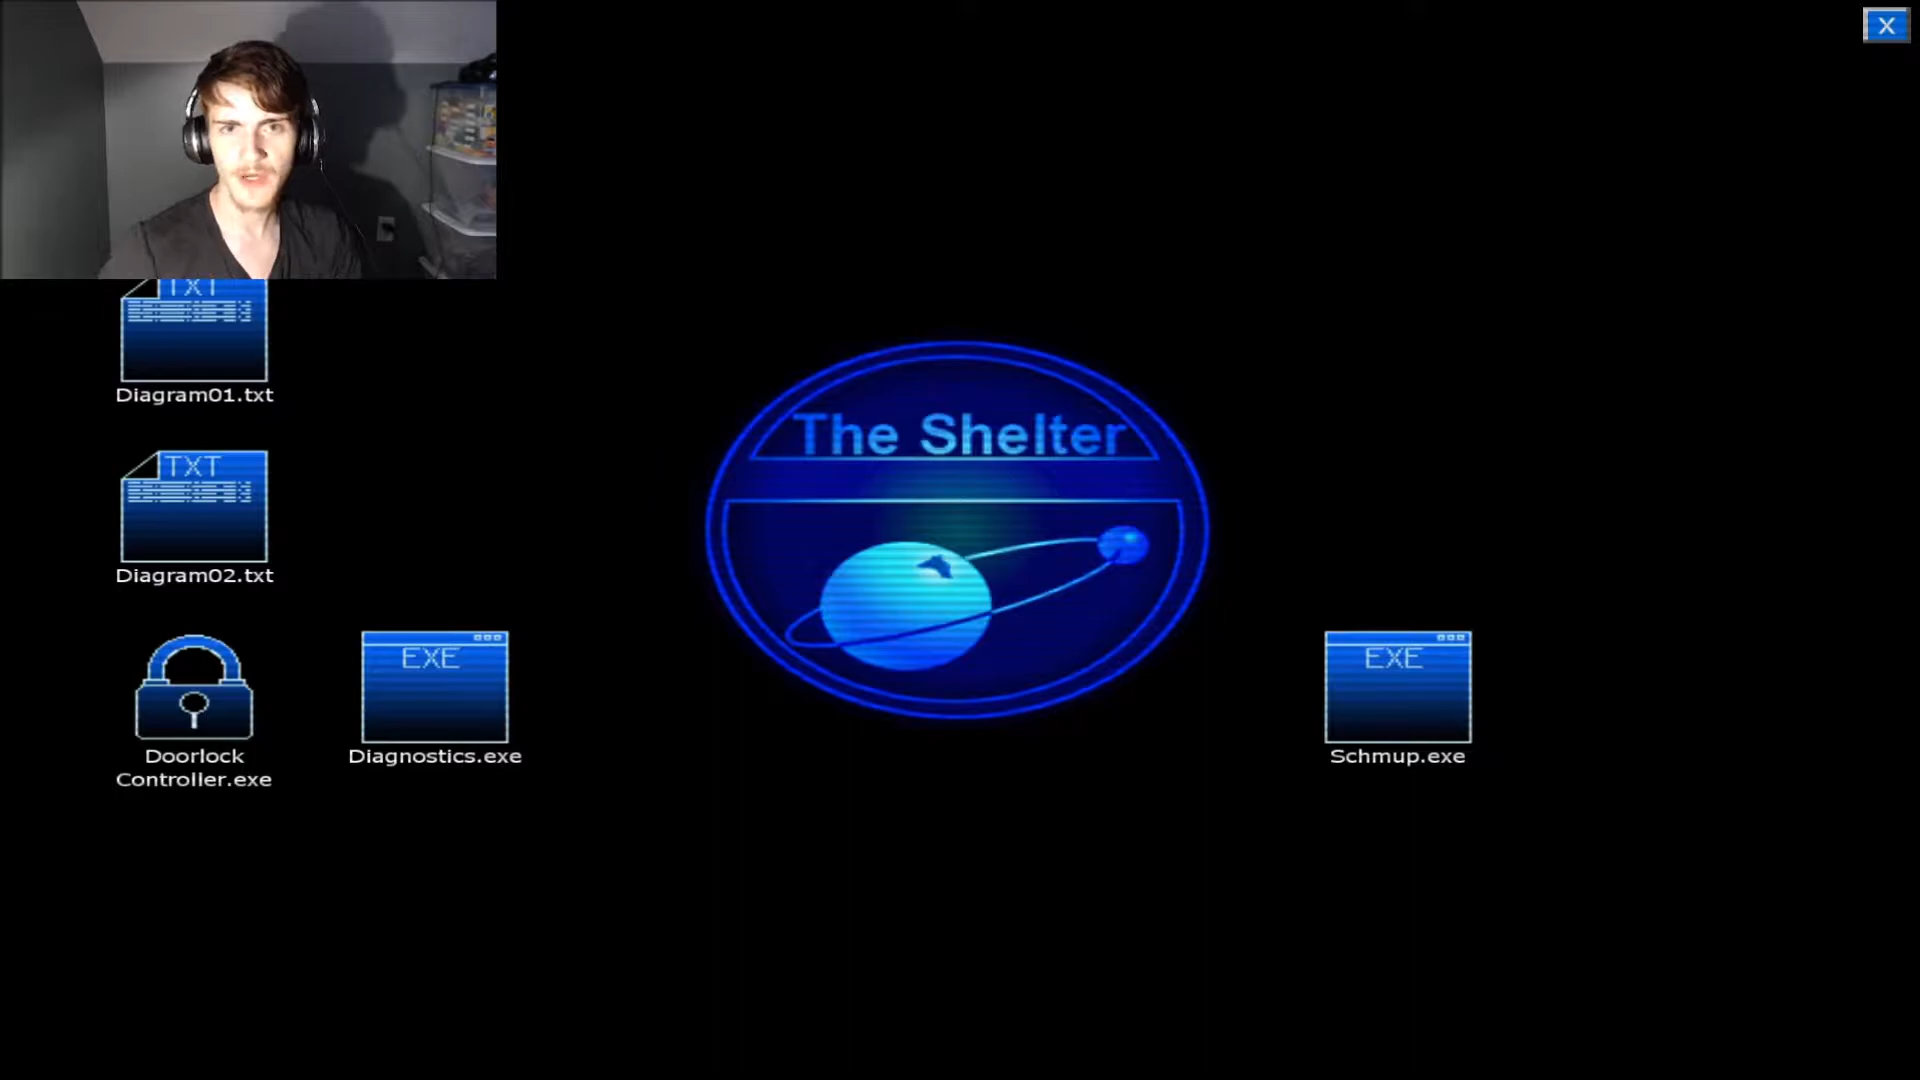 X
TXT
Diagram01.txt
The Shelter
TXT
Diagram02.txt
EXE
EXE
Doorlock
Controller.exe
Diagnostics.exe
Schmup.exe